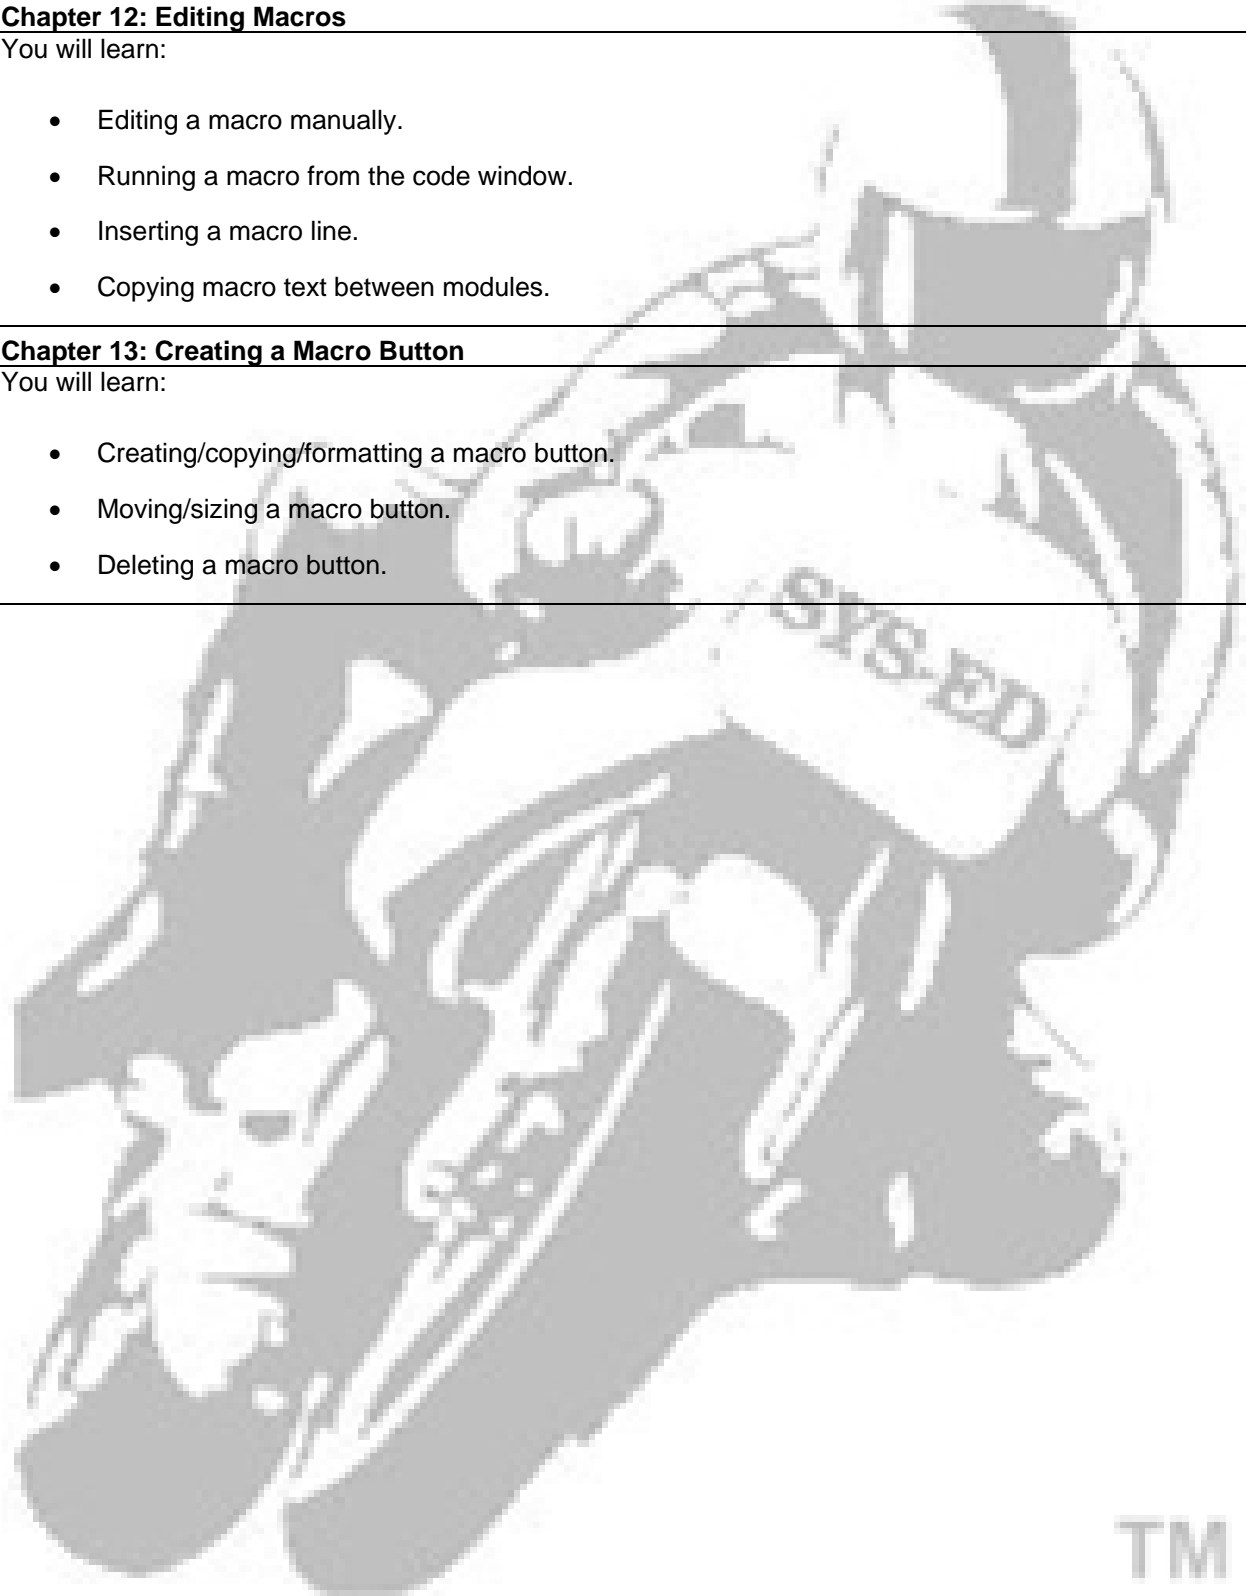 Chapter 12: Editing Macros
You will learn:
• Editing a macro manually.
• Running a macro from the code window.
• Inserting a macro line.
• Copying macro text between modules.
Chapter 13: Creating a Macro Button
You will learn:
• Creating/copying/formatting a macro button.
• Moving/sizing a macro button.
• Deleting a macro button.
SYS-ED
TM